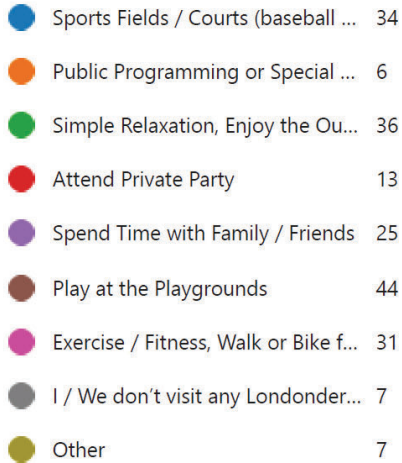 Sports Fields / Courts (baseball ... 34
Public Programming or Special ... 6
Simple Relaxation, Enjoy the Ou... 36
Attend Private Party 13
Spend Time with Family / Friends 25
Play at the Playgrounds 44
Exercise / Fitness, Walk or Bike f... 31
I / We don’t visit any Londonder... 7
Other 7